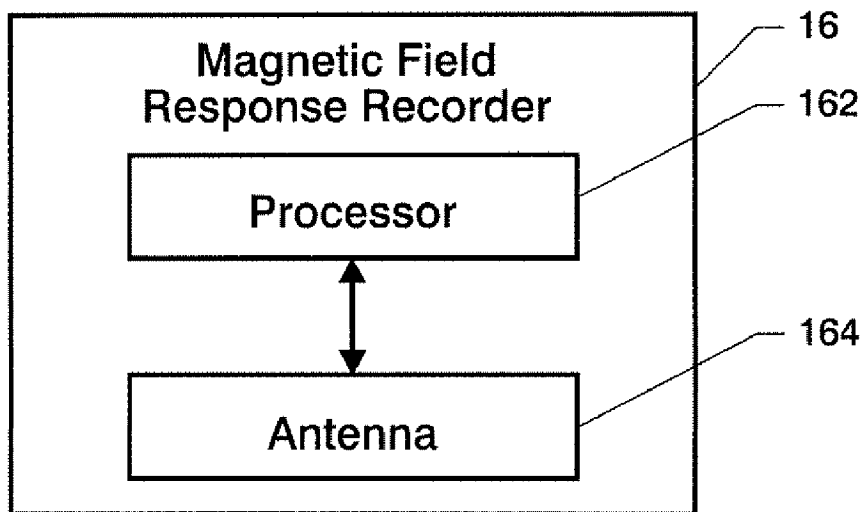 Magnetic Field
Response Recorder
16
162
Processor
164
Antenna